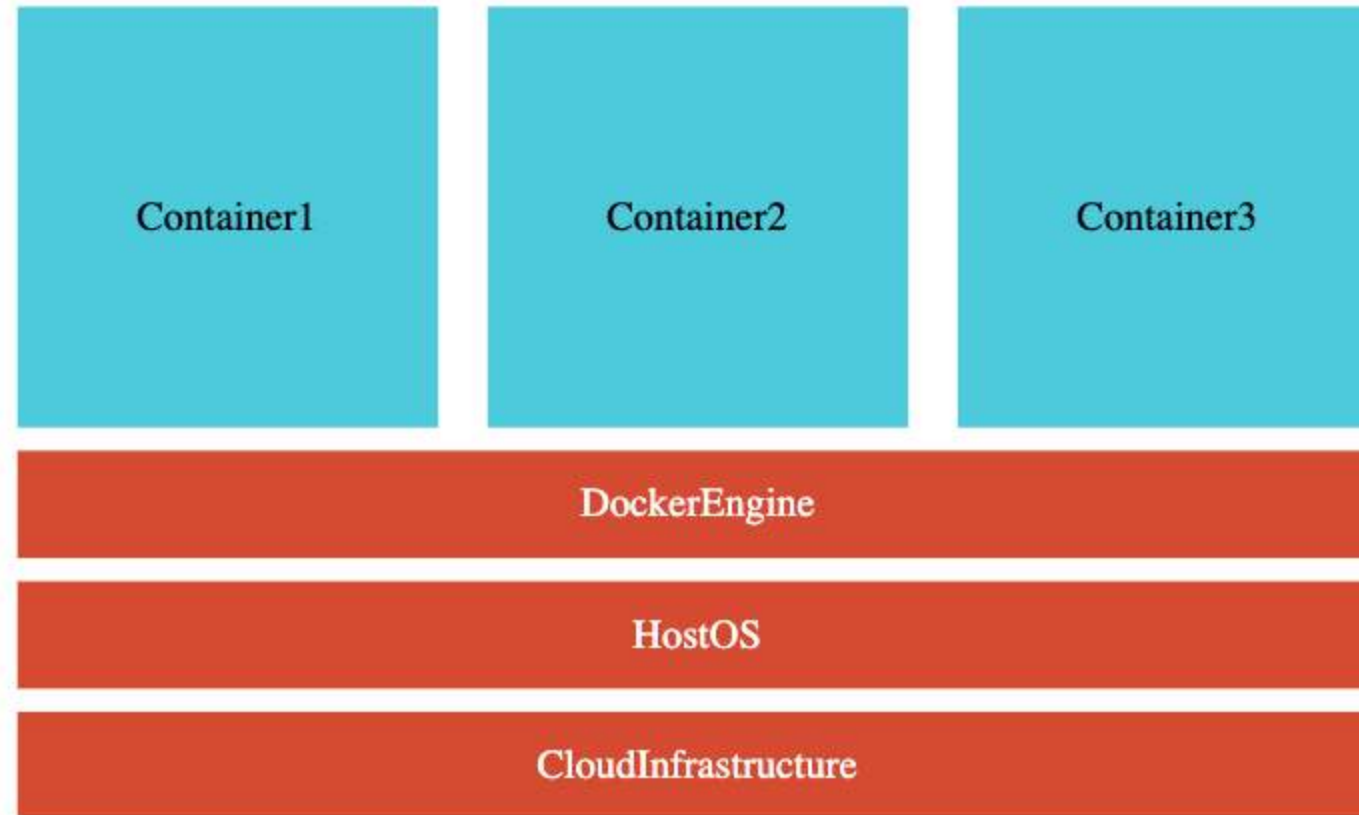 Container1
Container2
Container3
DockerEngine
HostOS
CloudInfrastructure